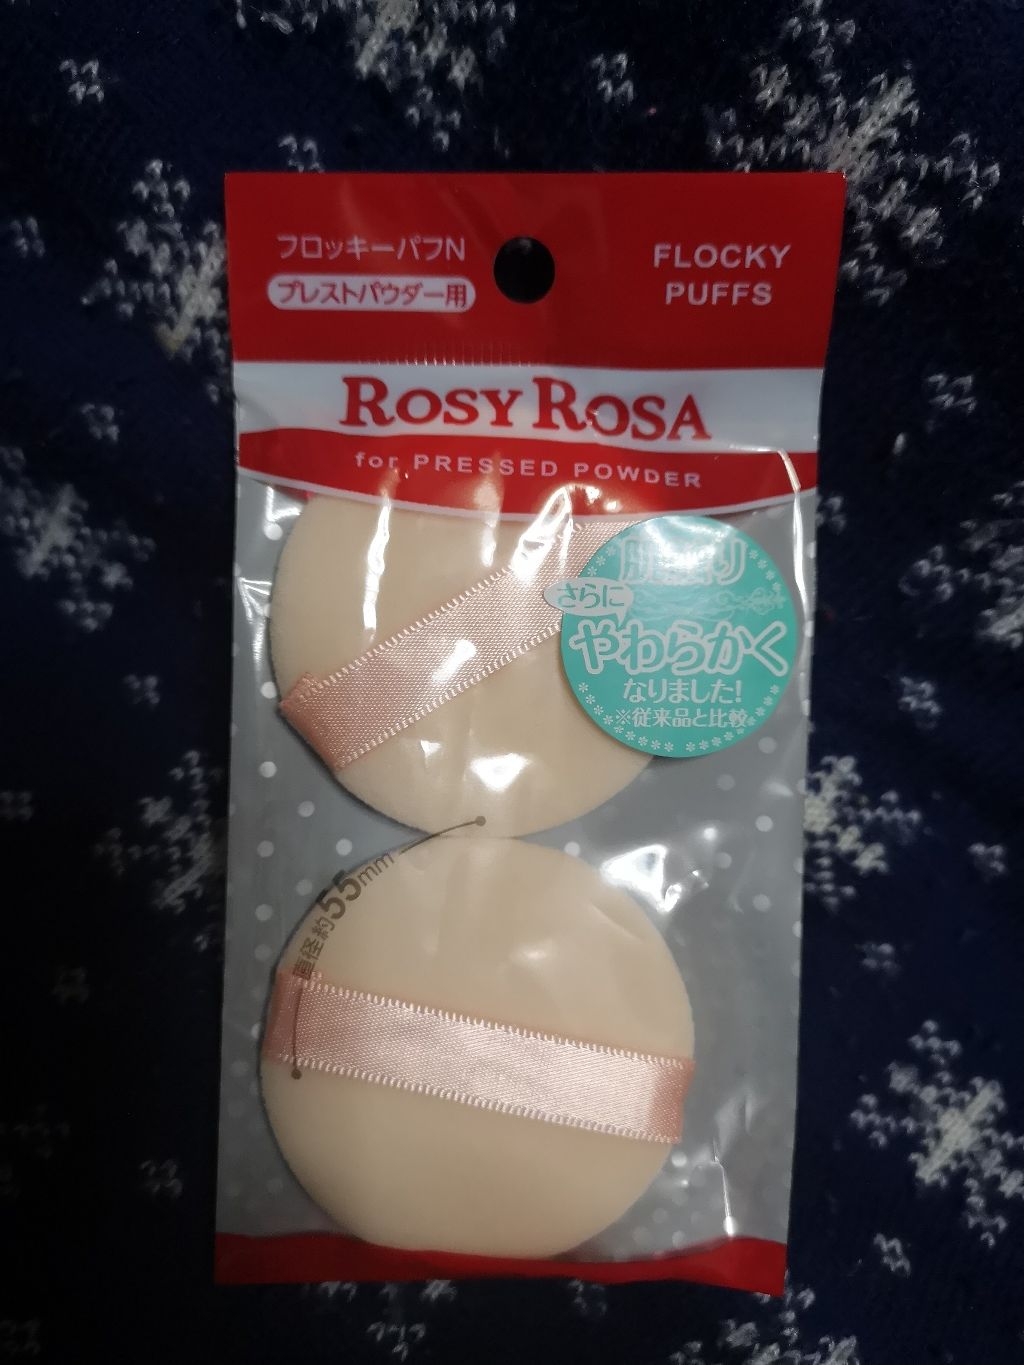 フロッキーパフN
プレストパウダー用
FLOCKY
PUFFS
ROSY ROSA
for PRESSED POWDER
さらに
やわらかく
なりました!
※従来品と比較
直径約55mm